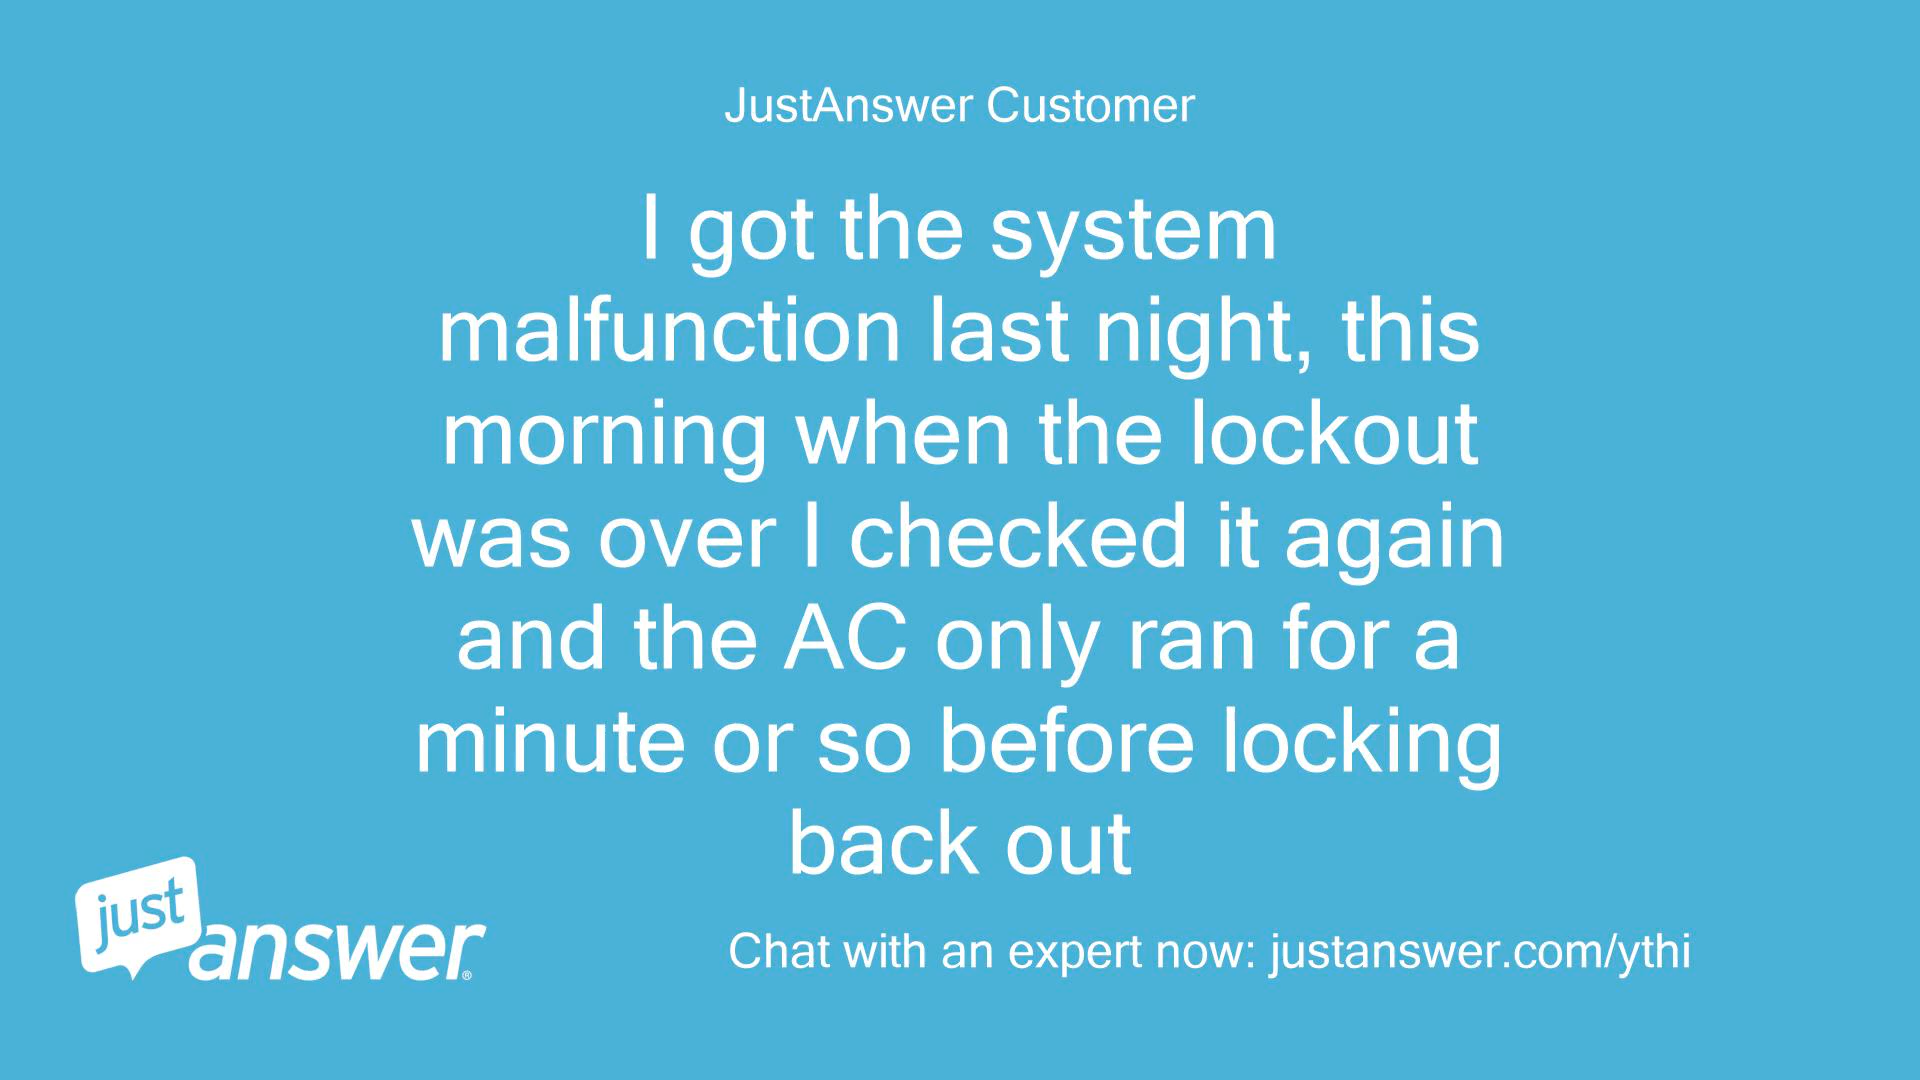 JustAnswer Customer
I got the system
malfunction last night, this
morning when the lockout
was over I checked it again
and the AC only ran for a
minute or so before locking
back out
just
answer®
Chat with an expert now: justanswer.com/ythi